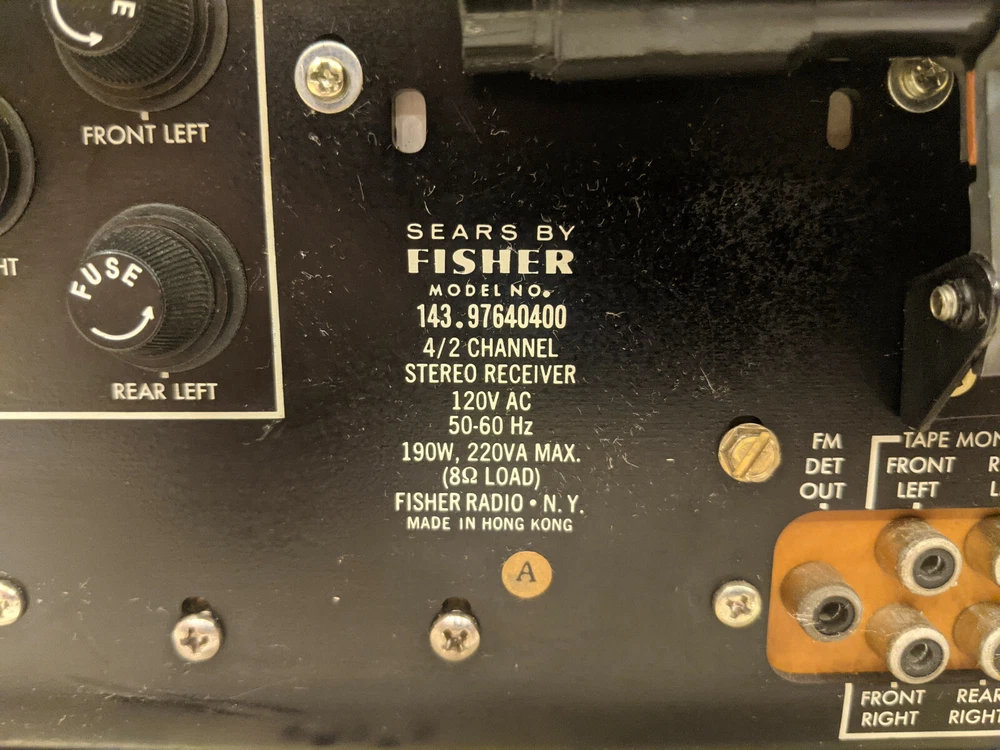 FRONT LEFT
FUSE
REAR LEFT
SEARS BY
FISHER
MODEL NO.
143.97640400
4/2 CHANNEL
STEREO RECEIVER
120V AC
50-60 Hz
190W, 220VA MAX.
(8Ω LOAD)
FISHER RADIO • N.Y.
MADE IN HONG KONG
A
FM
DET
OUT
TAPE MON
FRONT
LEFT
FRONT
RIGHT
REAR
RIGHT